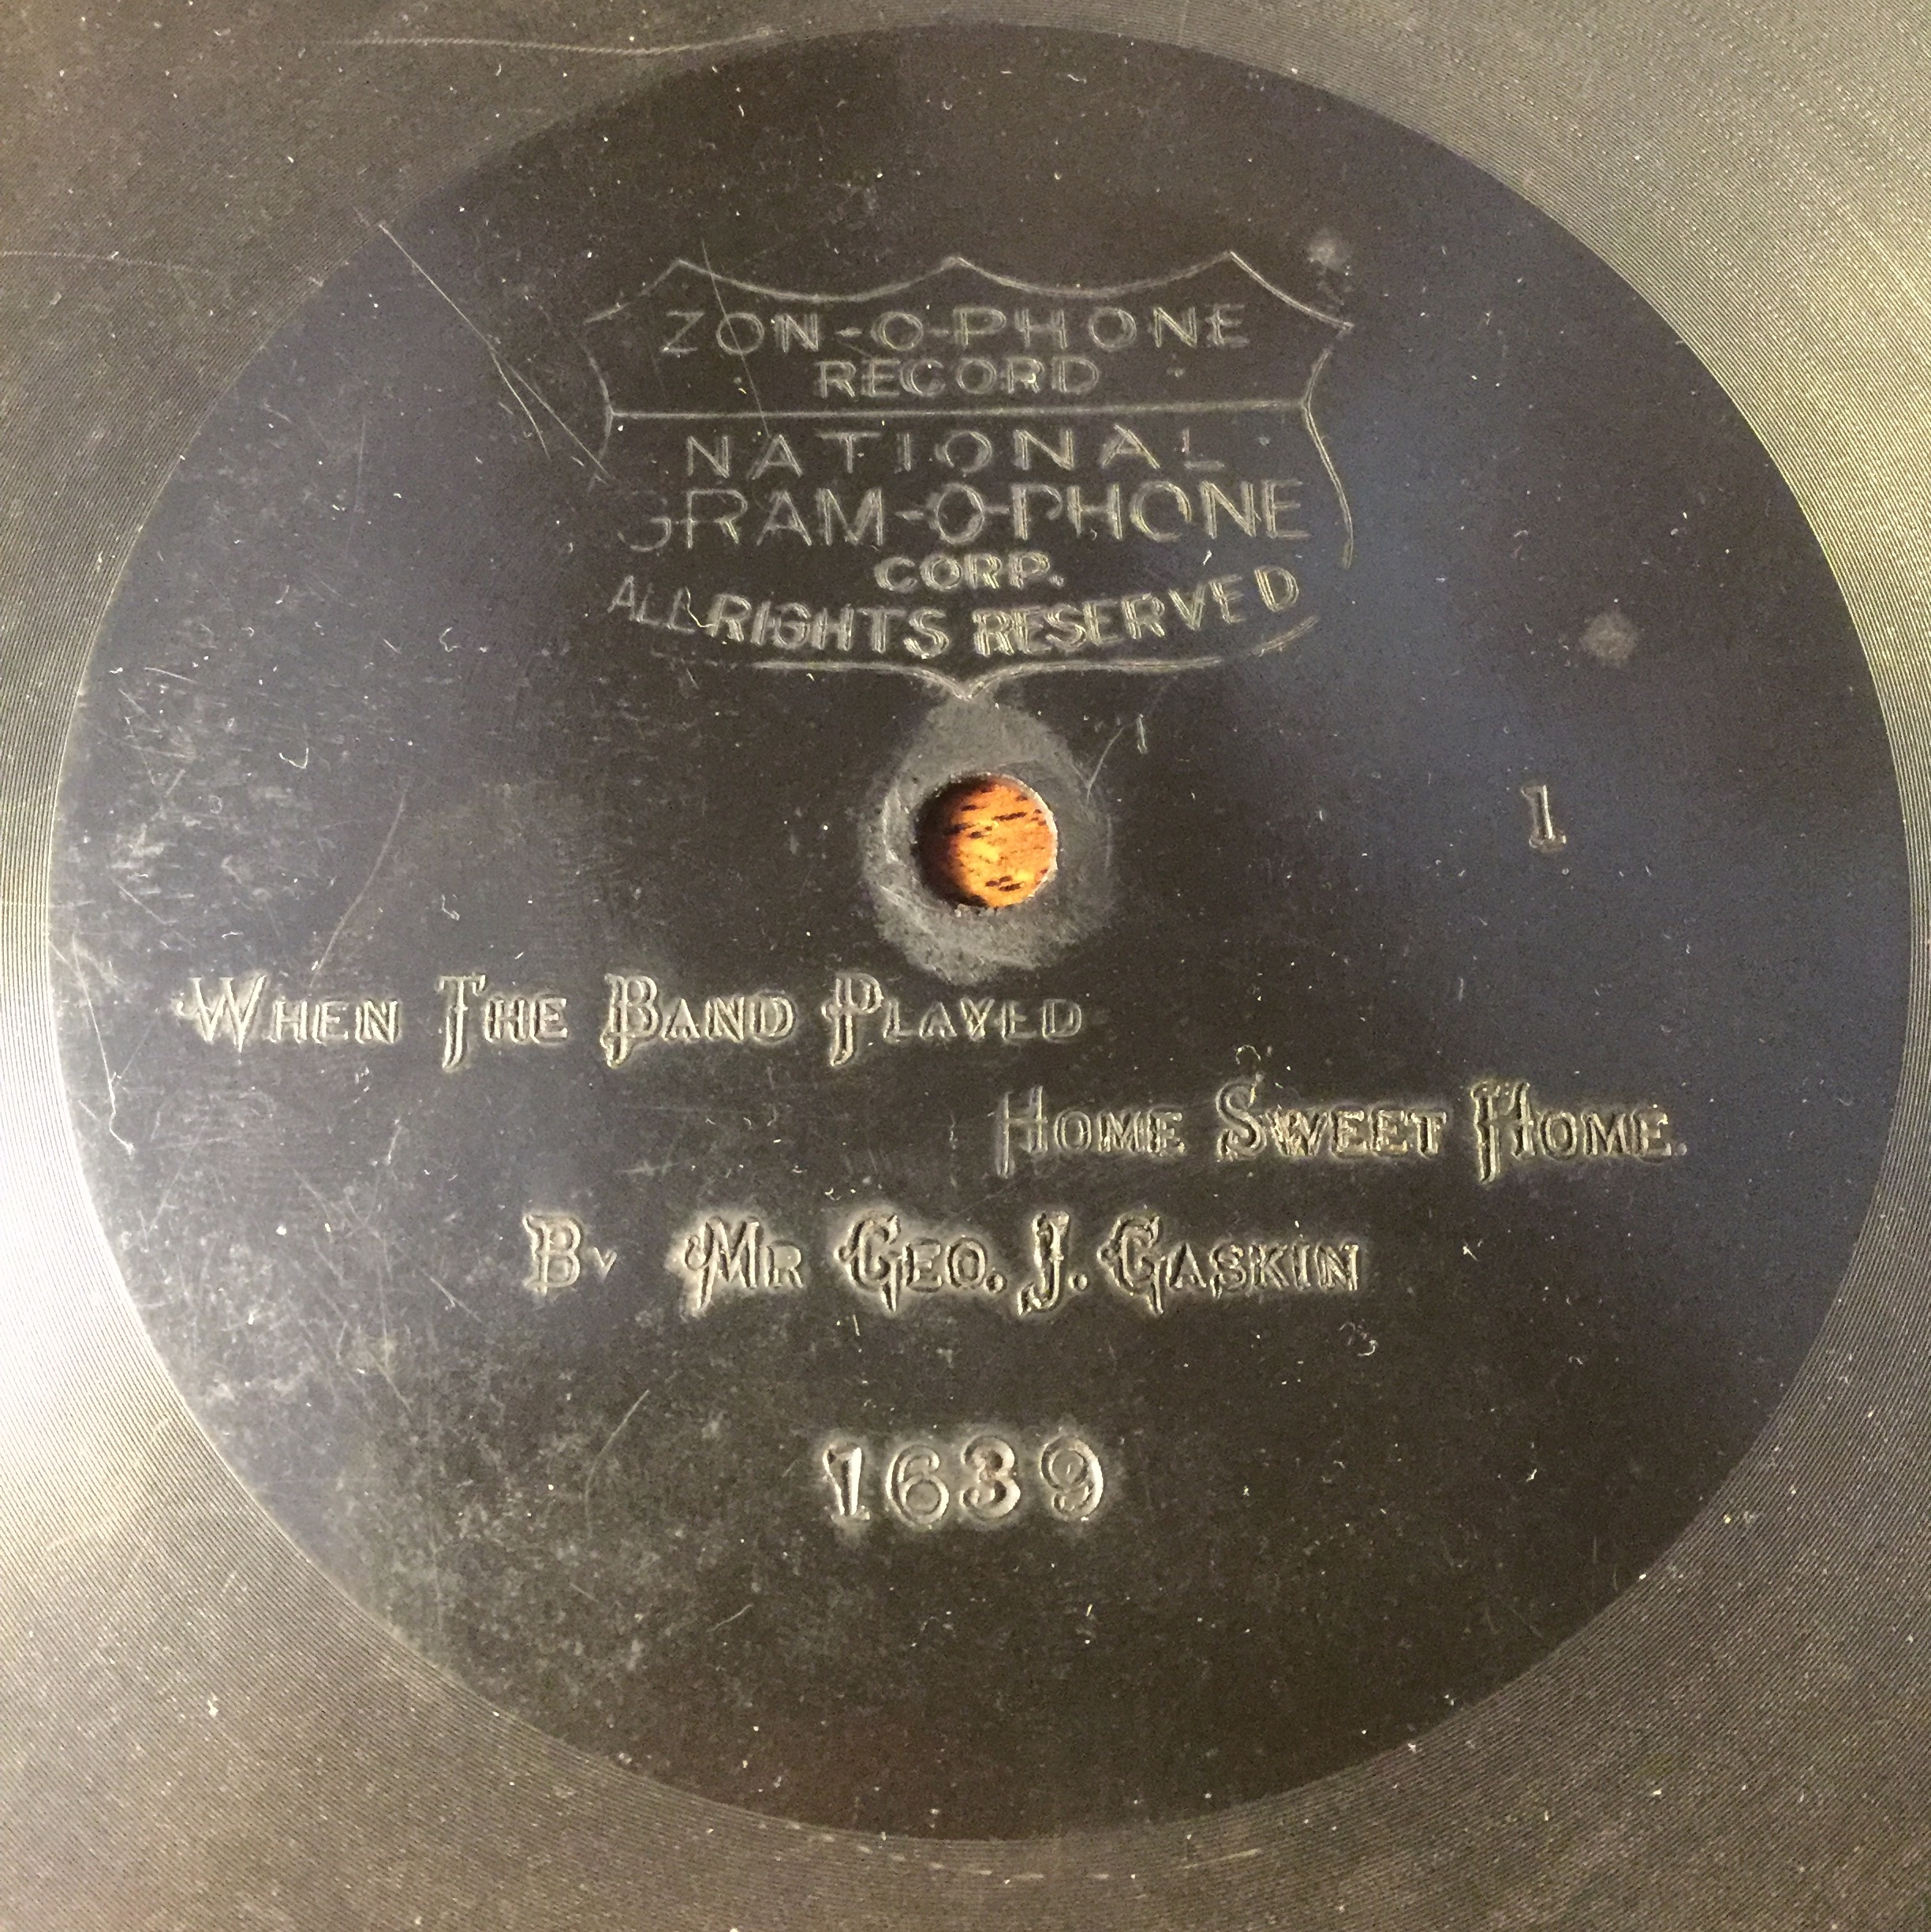 ZON-O-PHONE
RECORD
NATIONAL
GRAM-O-PHONE
CORP.
ALL RIGHTS RESERVED
1
WHEN THE BAND PLAYED
HOME SWEET HOME.
BY MR GEO. J. GASKIN
1639